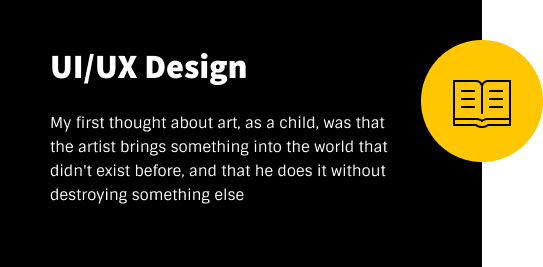 UI/UX Design
My first thought about art, as a child, was that
the artist brings something into the world that
didn't exist before, and that he does it without
destroying something else